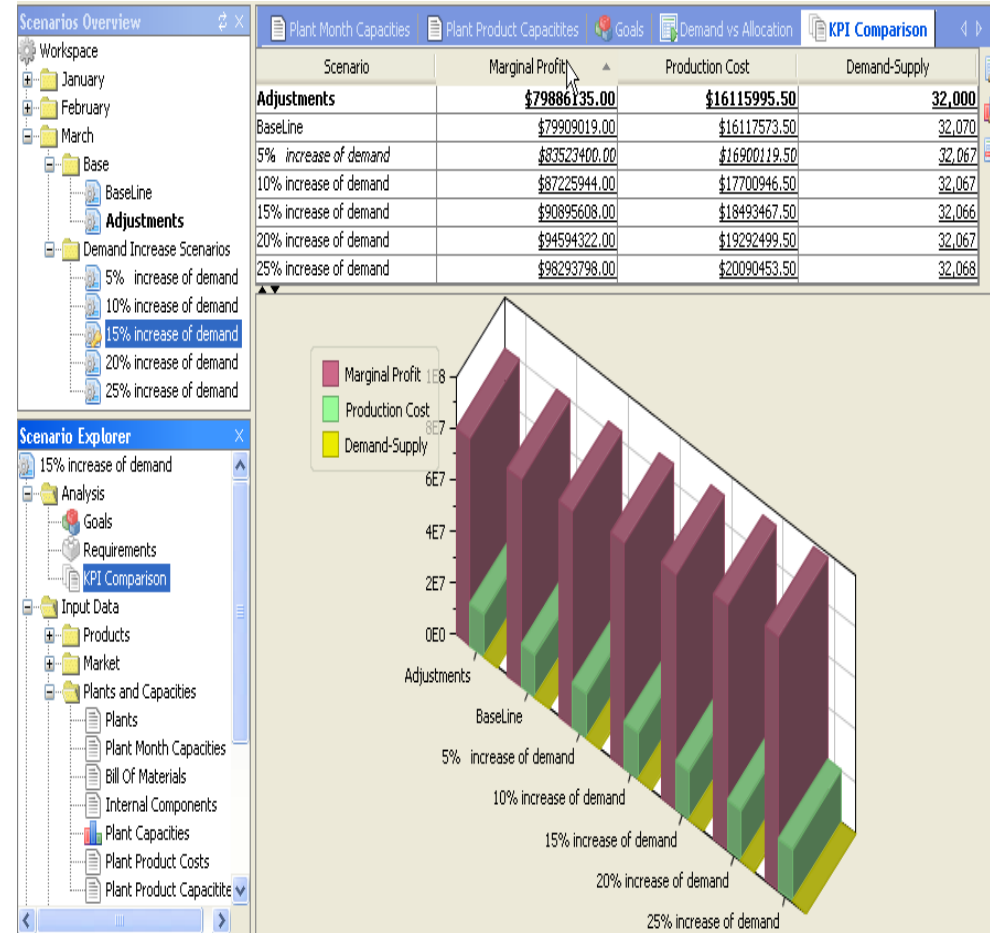 Scenarios Overview
Workspace
January
February
March
Base
BaseLine
Adjustments
Demand Increase Scenarios
5% increase of demand
10% increase of demand
15% increase of demand
20% increase of demand
25% increase of demand
Scenario Explorer
15% increase of demand
Analysis
Goals
Requirements
KPI Comparison
Input Data
Products
Market
Plants and Capacities
Plants
Plant Month Capacities
Bill Of Materials
Internal Components
Plant Capacities
Plant Product Costs
Plant Product Capacitite
Plant Month Capacities Plant Product Capacitites Goals Demand vs Allocation KPI Comparison
Scenario Marginal Profit Production Cost Demand-Supply
Adjustments $79886135.00 $16115995.50 32,000
BaseLine $79909019.00 $16117573.50 32,070
5% increase of demand $83523400.00 $16900119.50 32,067
10% increase of demand $87225944.00 $17700946.50 32,067
15% increase of demand $90895608.00 $18493467.50 32,066
20% increase of demand $94594322.00 $19292499.50 32,067
25% increase of demand $98293798.00 $20090453.50 32,068
Marginal Profit
Production Cost
Demand-Supply
1E8
8E7
6E7
4E7
2E7
0E0
Adjustments
BaseLine
5% increase of demand
10% increase of demand
15% increase of demand
20% increase of demand
25% increase of demand